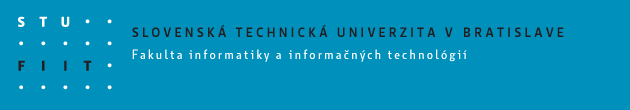 STU
FIIT
SLOVENSKÁ TECHNICKÁ UNIVERZITA V BRATISLAVE
Fakulta informatiky a informačných technológií